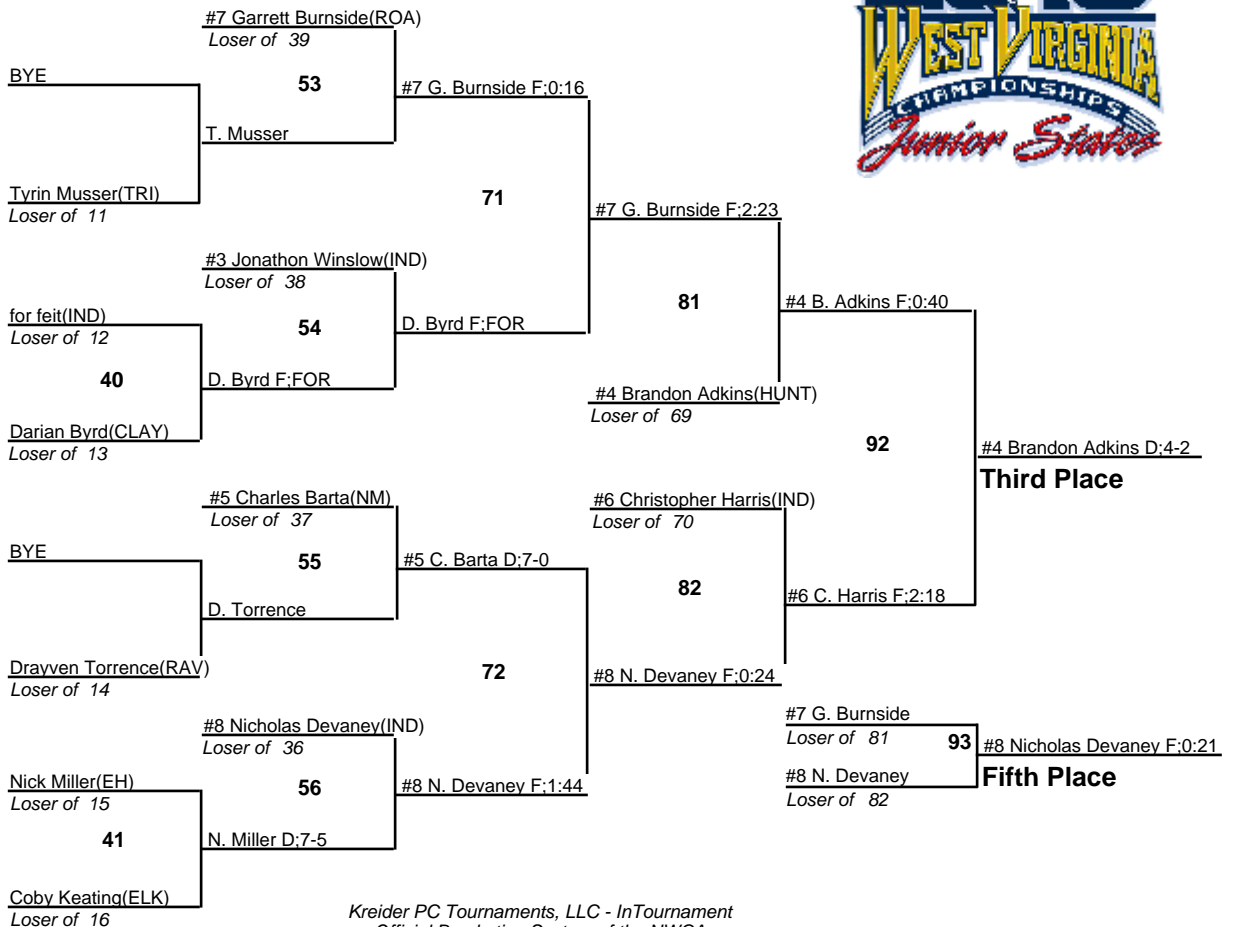 #7 Garrett Burnside(ROA)
Loser of 39
BYE
53
#7 G. Burnside F;0:16
T. Musser
Tyrin Musser(TRI)
Loser of 11
71
#7 G. Burnside F;2:23
#3 Jonathon Winslow(IND)
Loser of 38
for feit(IND)
Loser of 12
54
D. Byrd F;FOR
81
#4 B. Adkins F;0:40
40
D. Byrd F;FOR
#4 Brandon Adkins(HUNT)
Loser of 69
Darian Byrd(CLAY)
Loser of 13
92
#4 Brandon Adkins D;4-2
Third Place
#5 Charles Barta(NM)
Loser of 37
#6 Christopher Harris(IND)
Loser of 70
BYE
55
#5 C. Barta D;7-0
82
#6 C. Harris F;2:18
D. Torrence
Drayven Torrence(RAV)
Loser of 14
72
#8 N. Devaney F;0:24
#8 Nicholas Devaney(IND)
Loser of 36
#7 G. Burnside
Loser of 81
93
#8 Nicholas Devaney F;0:21
Fifth Place
#8 N. Devaney
Loser of 82
Nick Miller(EH)
Loser of 15
56
#8 N. Devaney F;1:44
41
N. Miller D;7-5
Coby Keating(ELK)
Loser of 16
WEST VIRGINIA
CHAMPIONSHIPS
Junior States
Kreider PC Tournaments, LLC - InTournament